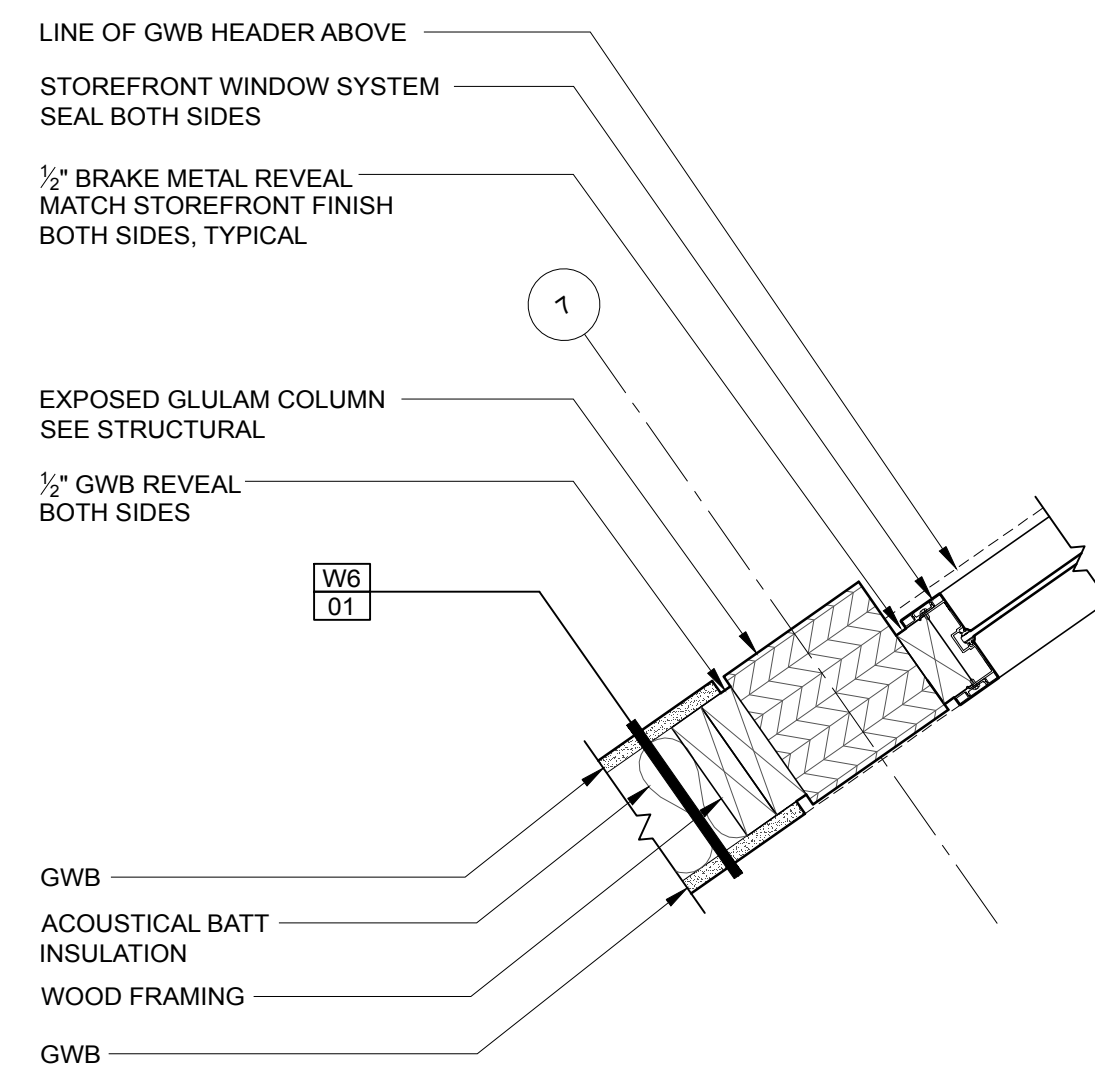 LINE OF GWB HEADER ABOVE
STOREFRONT WINDOW SYSTEM
SEAL BOTH SIDES
½" BRAKE METAL REVEAL
MATCH STOREFRONT FINISH
BOTH SIDES, TYPICAL
7
EXPOSED GLULAM COLUMN
SEE STRUCTURAL
½" GWB REVEAL
BOTH SIDES
W6
01
GWB
ACOUSTICAL BATT
INSULATION
WOOD FRAMING
GWB